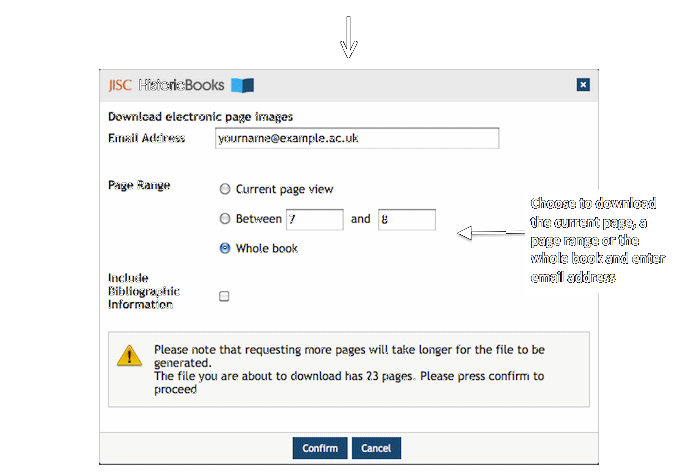 JISC HistoricBooks
Download electronic page images
Email Address yourname@example.ac.uk
Page Range
Current page view
Between 7 and 8
Whole book
Choose to download
the current page, a
page range or the
whole book and enter
email address
Include
Bibliographic
Information
Please note that requesting more pages will take longer for the file to be
generated.
The file you are about to download has 23 pages. Please press confirm to
proceed
Confirm Cancel